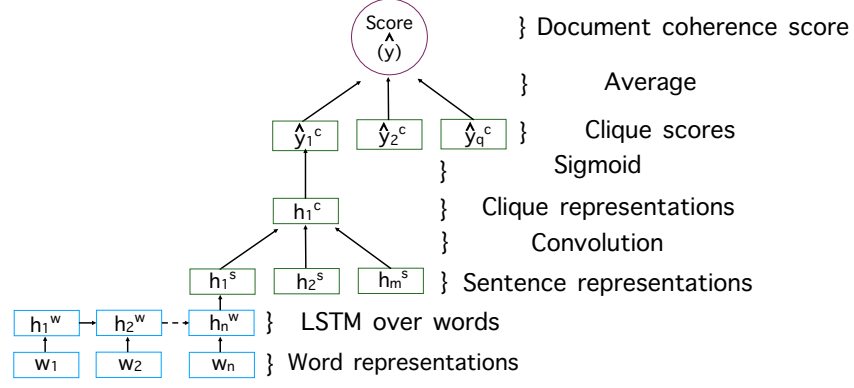 Score
(ŷ) } Document coherence score
} Average
ŷ₁ᶜ ŷ₂ᶜ ŷqᶜ } Clique scores
} Sigmoid
h₁ᶜ } Clique representations
} Convolution
h₁ˢ h₂ˢ hₘˢ } Sentence representations
h₁ʷ h₂ʷ hₙʷ } LSTM over words
w₁ w₂ wₙ } Word representations